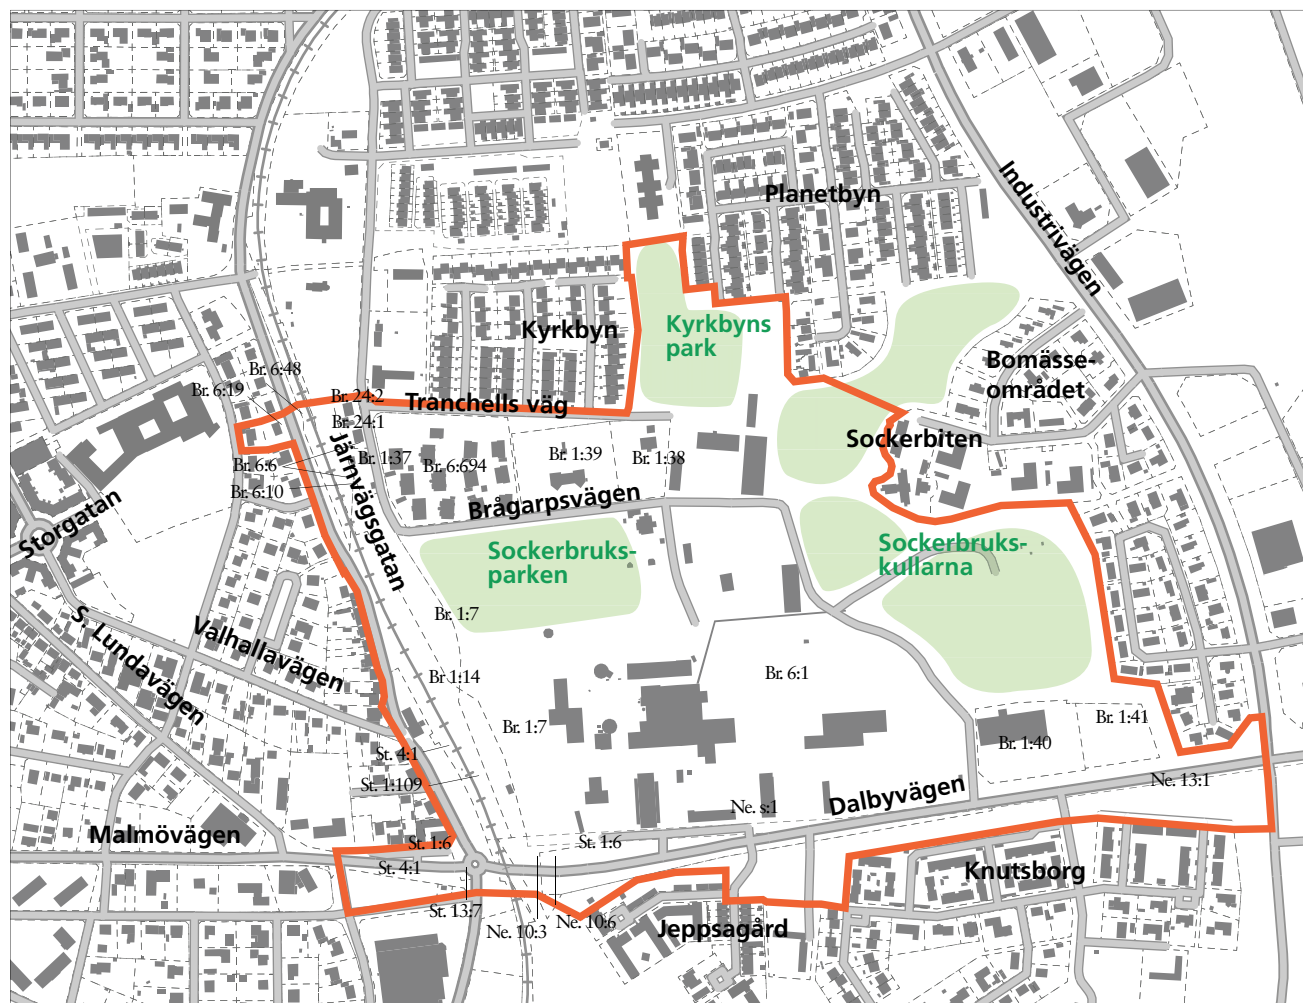 Planetbyn
Industrivägen
Kyrkbyn
Kyrkbyns
park
Bomässe-
området
Br. 6:48
Br. 6:19
Br. 24:2
Tranchells väg
Br. 24:1
Järnvägsgatan
Sockerbiten
Br. 6:6
Br. 1:37
Br. 6:694
Br. 1:39
Br. 1:38
Br. 6:10
Brågarpsvägen
Storgatan
Sockerbruks-
parken
Sockerbruks-
kullarna
Br. 1:7
S. Lundavägen
Valhallavägen
Br 1:14
Br. 6:1
Br. 1:7
Br. 1:41
Br. 1:40
St. 4:1
St. 1:109
Ne. 13:1
Dalbyvägen
Ne. s:1
Malmövägen
St. 1:6
St. 1:6
St. 4:1
Knutsborg
St. 13:7
Ne. 10:3
Ne. 10:6
Jeppsagård